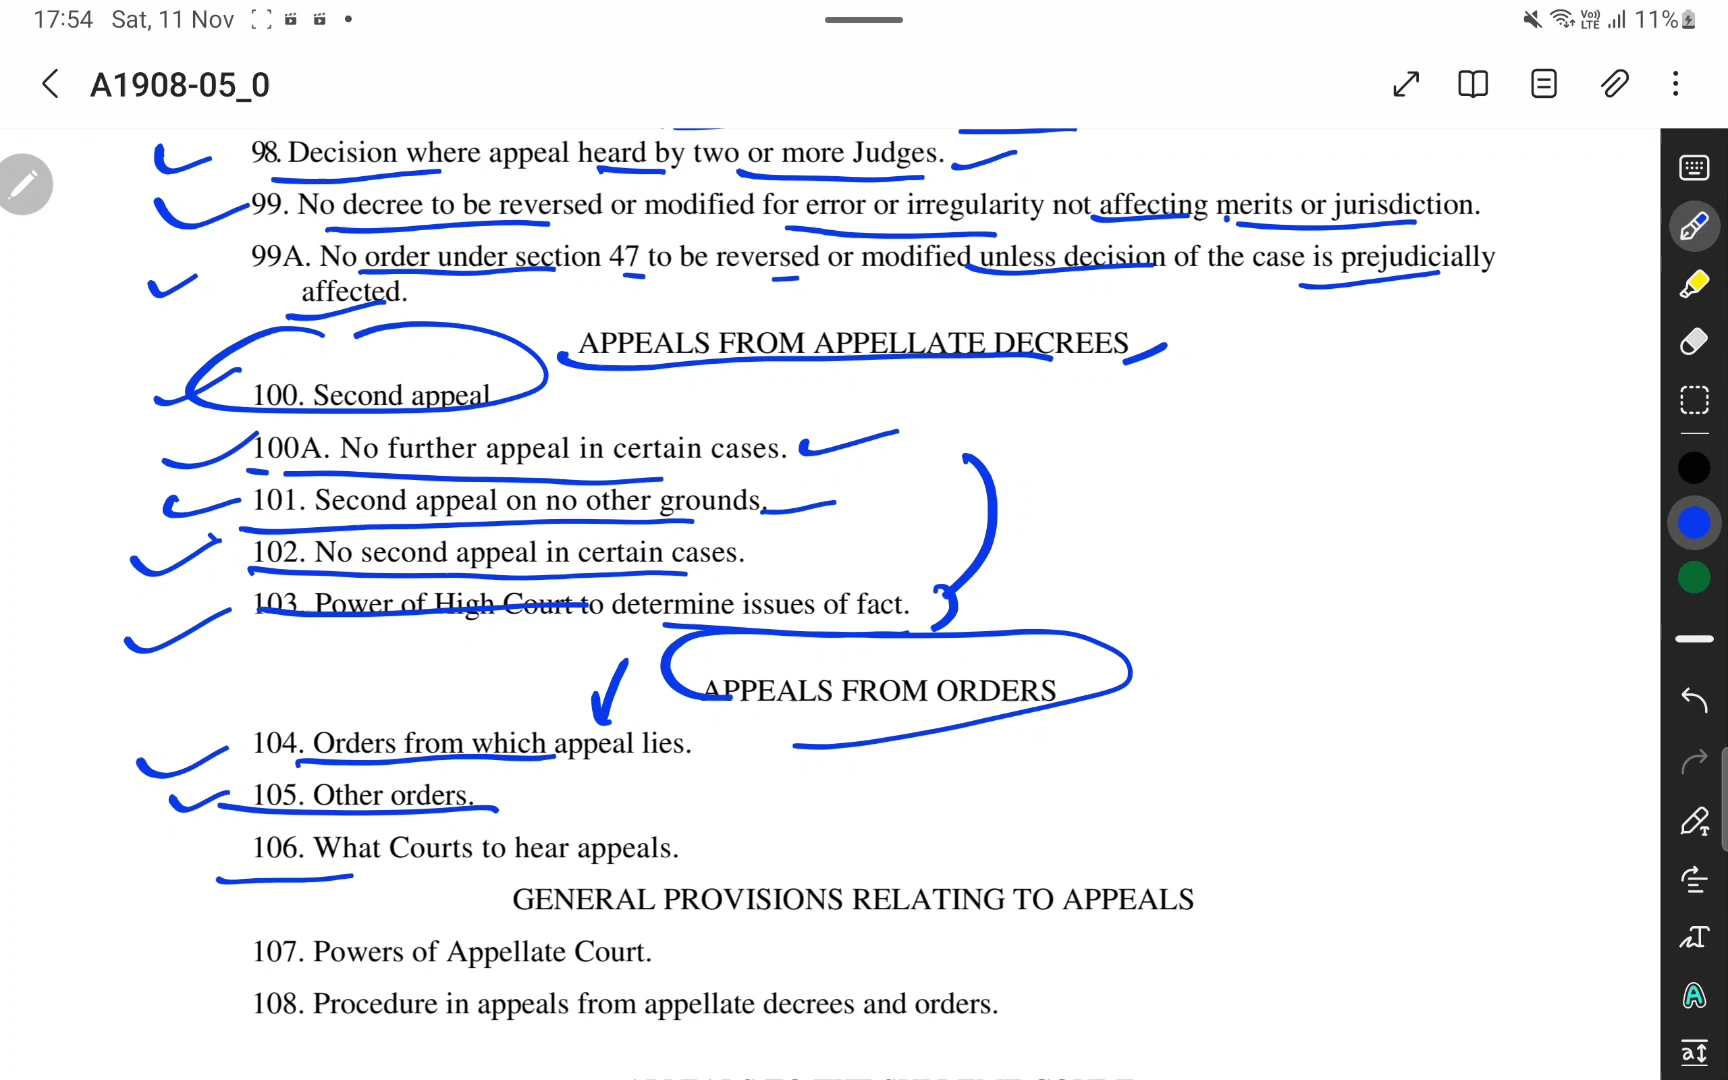 17:54 Sat, 11 Nov
Vo)) LTE 11%
A1908-05_0
98. Decision where appeal heard by two or more Judges.
99. No decree to be reversed or modified for error or irregularity not affecting merits or jurisdiction.
99A. No order under section 47 to be reversed or modified unless decision of the case is prejudicially
affected.
APPEALS FROM APPELLATE DECREES
100. Second appeal
100A. No further appeal in certain cases.
101. Second appeal on no other grounds.
102. No second appeal in certain cases.
103. Power of High Court to determine issues of fact.
APPEALS FROM ORDERS
104. Orders from which appeal lies.
105. Other orders.
106. What Courts to hear appeals.
GENERAL PROVISIONS RELATING TO APPEALS
107. Powers of Appellate Court.
108. Procedure in appeals from appellate decrees and orders.